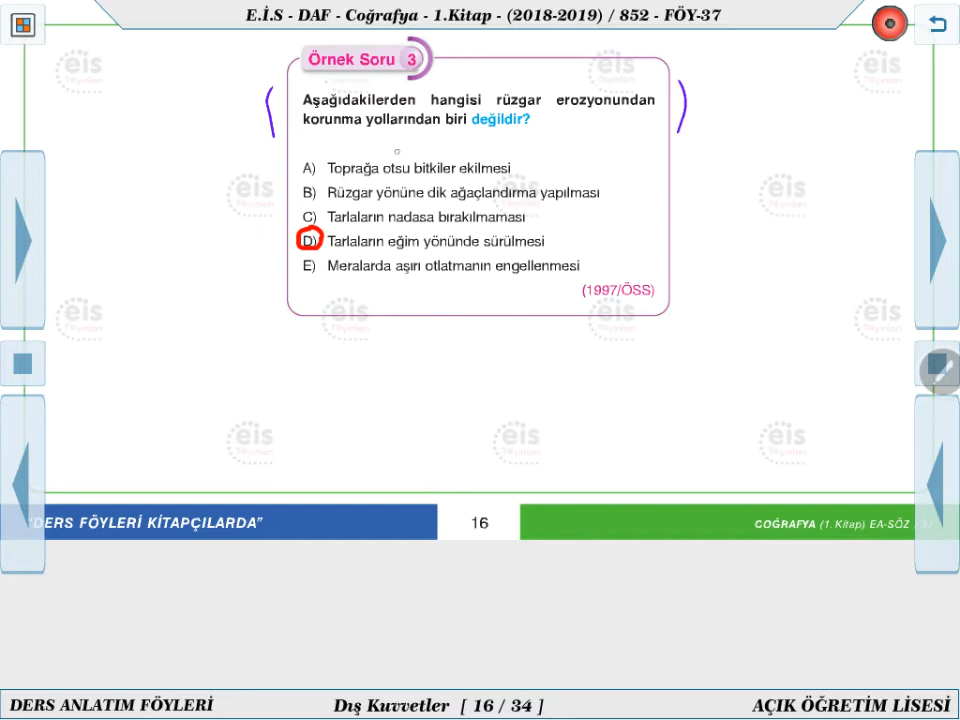 E.İ.S - DAF - Coğrafya - 1.Kitap - (2018-2019) / 852 - FÖY-37
Örnek Soru 3
Aşağıdakilerden hangisi rüzgar erozyonundan
korunma yollarından biri değildir?
A) Toprağa otsu bitkiler ekilmesi
B) Rüzgar yönüne dik ağaçlandırma yapılması
C) Tarlaların nadasa bırakılmaması
D) Tarlaların eğim yönünde sürülmesi
E) Meralarda aşırı otlatmanın engellenmesi
(1997/ÖSS)
eis Yayınları
"DERS FÖYLERİ KİTAPÇILARDA"
16
COĞRAFYA (1. Kitap) EA-SÖZ
DERS ANLATIM FÖYLERİ
Dış Kuvvetler [ 16 / 34 ]
AÇIK ÖĞRETİM LİSESİ